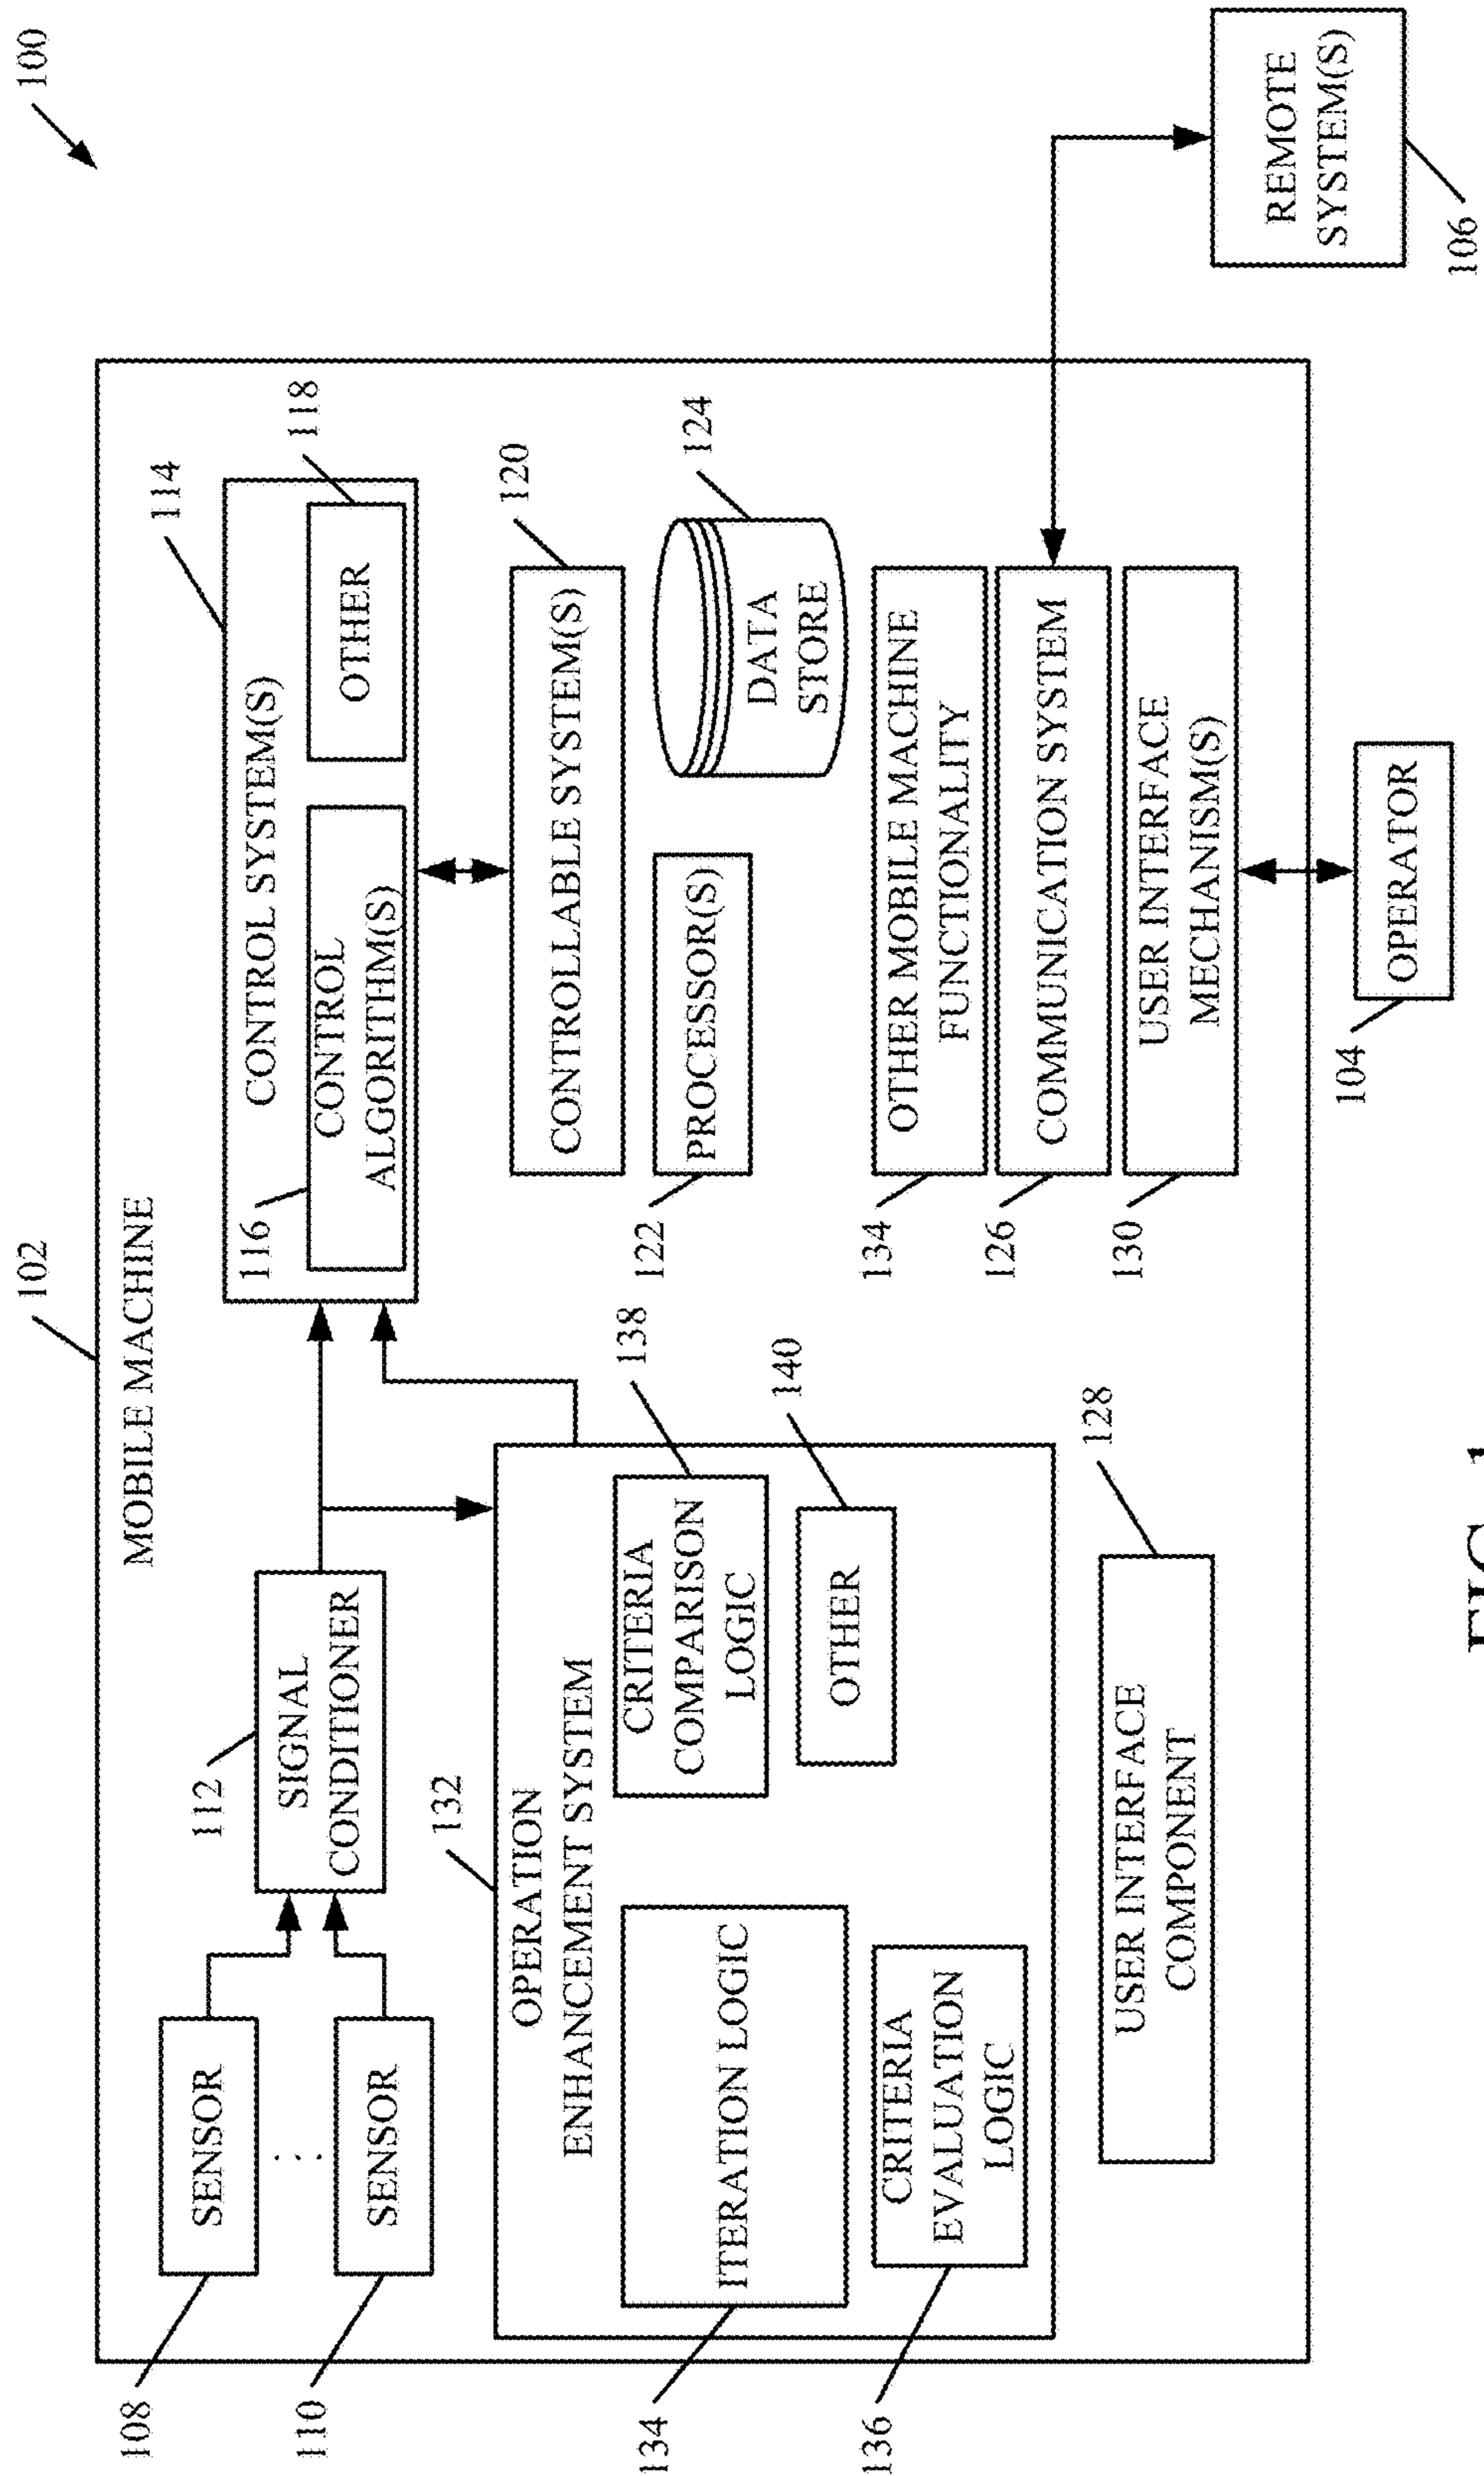 100
102
MOBILE MACHINE
108
SENSOR
. . .
110
SENSOR
112
SIGNAL
CONDITIONER
114
CONTROL SYSTEM(S)
116
CONTROL
ALGORITHM(S)
118
OTHER
120
CONTROLLABLE SYSTEM(S)
122
PROCESSOR(S)
124
DATA
STORE
132
OPERATION
ENHANCEMENT SYSTEM
134
ITERATION LOGIC
138
CRITERIA
COMPARISON
LOGIC
136
CRITERIA
EVALUATION
LOGIC
140
OTHER
134
OTHER MOBILE MACHINE
FUNCTIONALITY
126
COMMUNICATION SYSTEM
130
USER INTERFACE
MECHANISM(S)
128
USER INTERFACE
COMPONENT
104
OPERATOR
REMOTE
SYSTEM(S)
106
FIG. 1